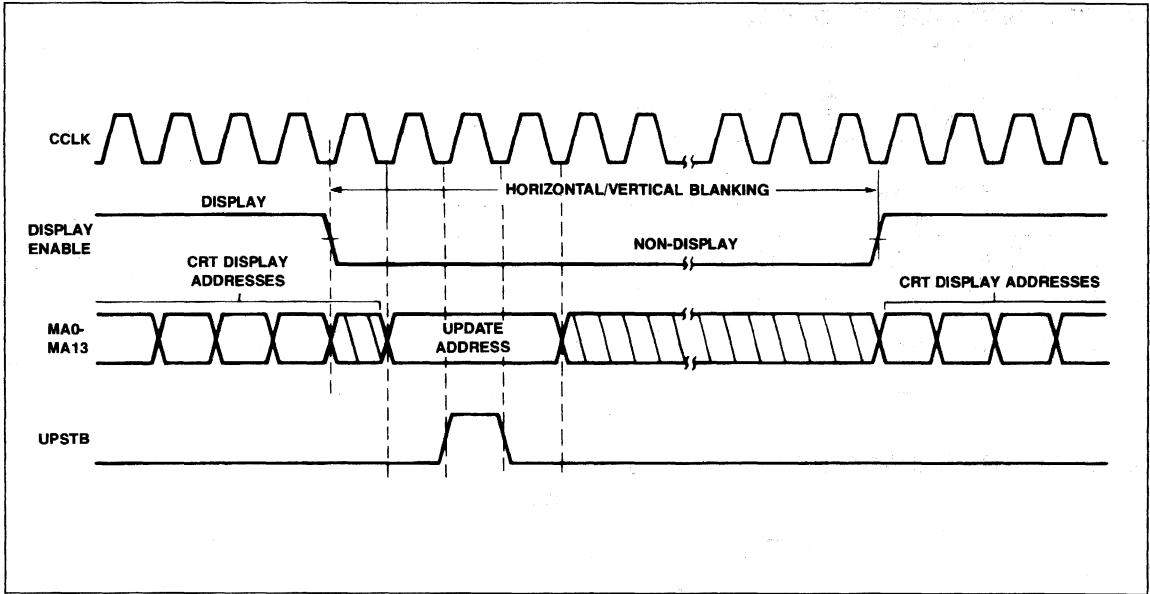 CCLK
HORIZONTAL/VERTICAL BLANKING
DISPLAY
DISPLAY
ENABLE
NON-DISPLAY
CRT DISPLAY
ADDRESSES
CRT DISPLAY ADDRESSES
MA0-
MA13
UPDATE
ADDRESS
UPSTB